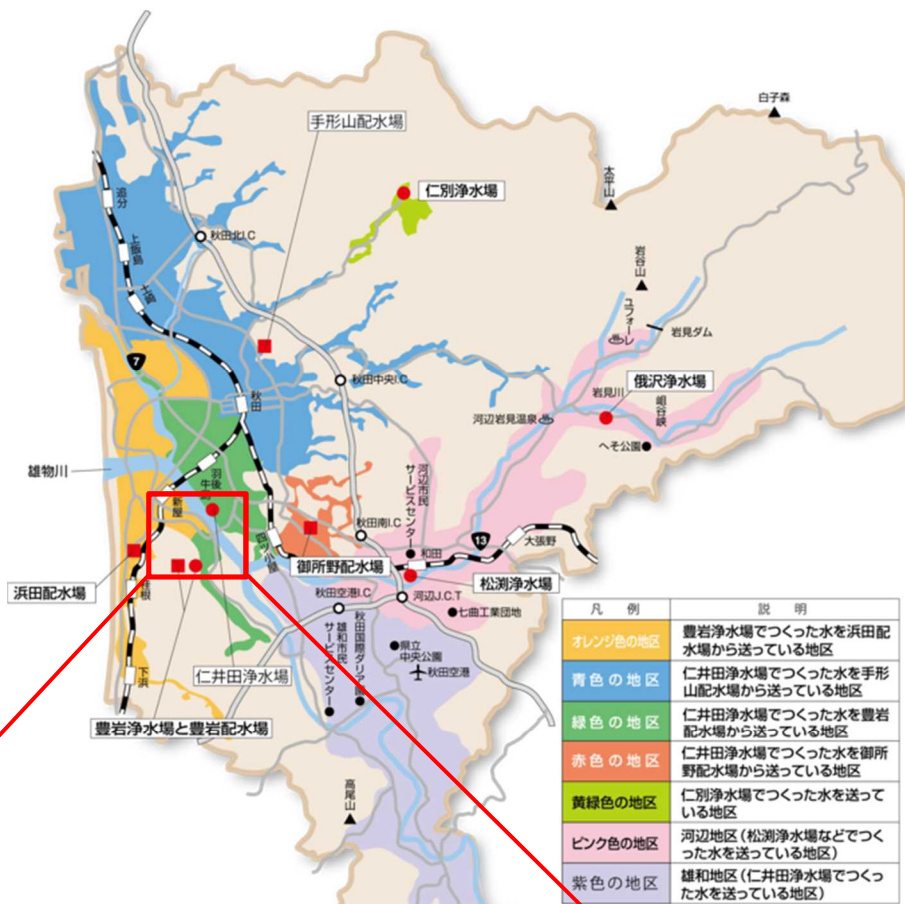 白子森
手形山配水場
太平山
仁別浄水場
追分
秋田北I.C
上飯島
岩谷山
土崎
ユフォーレ
岩見ダム
7
秋田中央I.C
俄沢浄水場
秋田
岩見川
岨谷峡
河辺岩見温泉
へそ公園
雄物川
羽後牛島
河辺市民サービスセンター
新屋
四ツ小屋
秋田南I.C
13
大張野
和田
御所野配水場
松渕浄水場
浜田配水場
桂根
秋田空港I.C
河辺J.C.T
七曲工業団地
雄和市民サービスセンター
秋田国際ダリア園
県立中央公園
秋田空港
仁井田浄水場
下浜
豊岩浄水場と豊岩配水場
高尾山
凡 例 説 明
オレンジ色の地区 豊岩浄水場でつくった水を浜田配
水場から送っている地区
青色の地区 仁井田浄水場でつくった水を手形
山配水場から送っている地区
緑色の地区 仁井田浄水場でつくった水を豊岩
配水場から送っている地区
赤色の地区 仁井田浄水場でつくった水を御所
野配水場から送っている地区
黄緑色の地区 仁別浄水場でつくった水を送って
いる地区
ピンク色の地区 河辺地区(松渕浄水場などでつく
った水を送っている地区)
紫色の地区 雄和地区(仁井田浄水場でつくっ
た水を送っている地区)